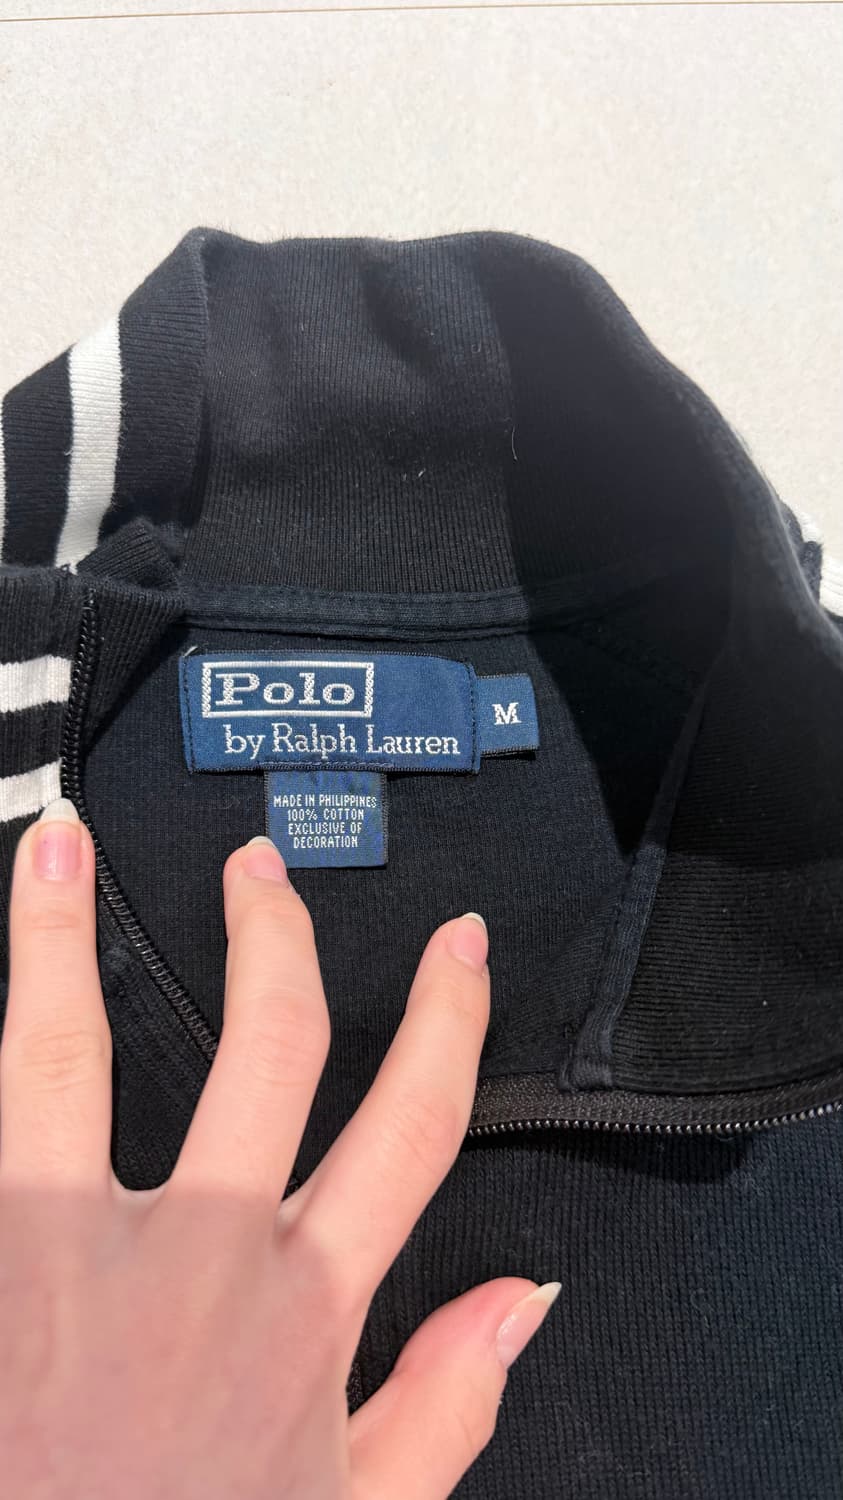 Polo
by Ralph Lauren
M
MADE IN PHILIPPINES
100% COTTON
EXCLUSIVE OF
DECORATION